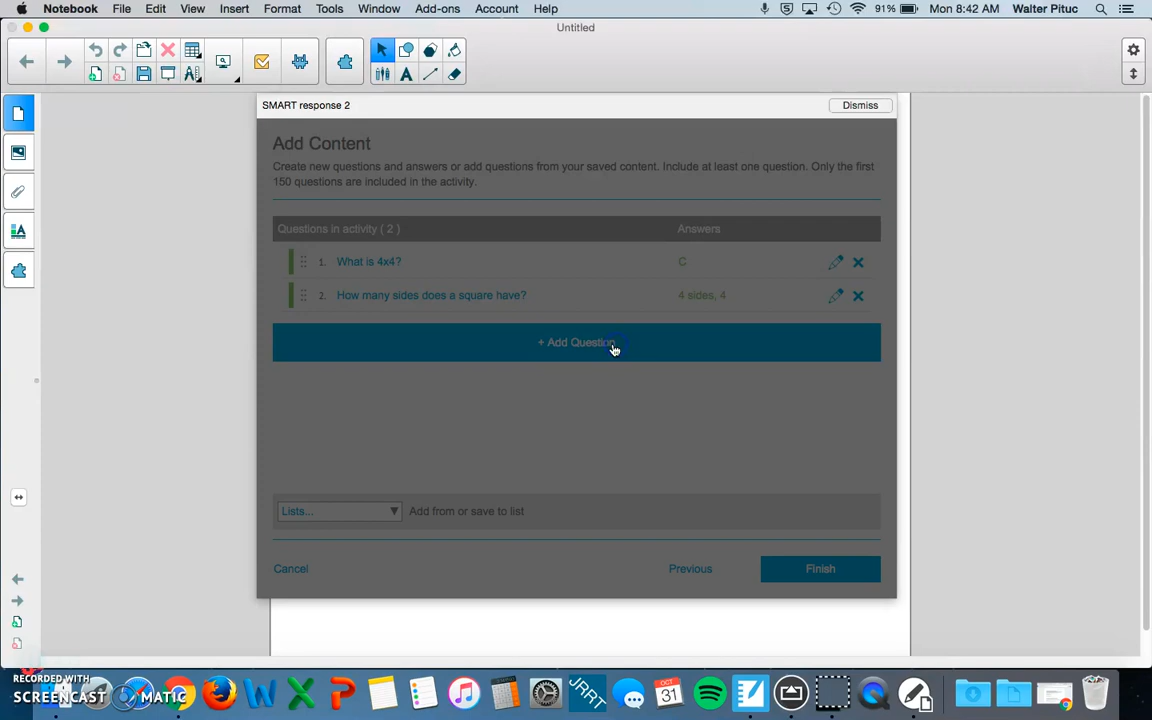 Notebook File Edit View Insert Format Tools Window Add-ons Account Help 91% Mon 8:42 AM Walter Pituc
Untitled
SMART response 2 Dismiss
Add Content
Create new questions and answers or add questions from your saved content. Include at least one question. Only the first
150 questions are included in the activity.
Questions in activity ( 2 ) Answers
1. What is 4x4? C
2. How many sides does a square have? 4 sides, 4
+ Add Question
Lists... Add from or save to list
Cancel Previous Finish
RECORDED WITH
SCREENCAST MATIC
JRRT
OCT
31